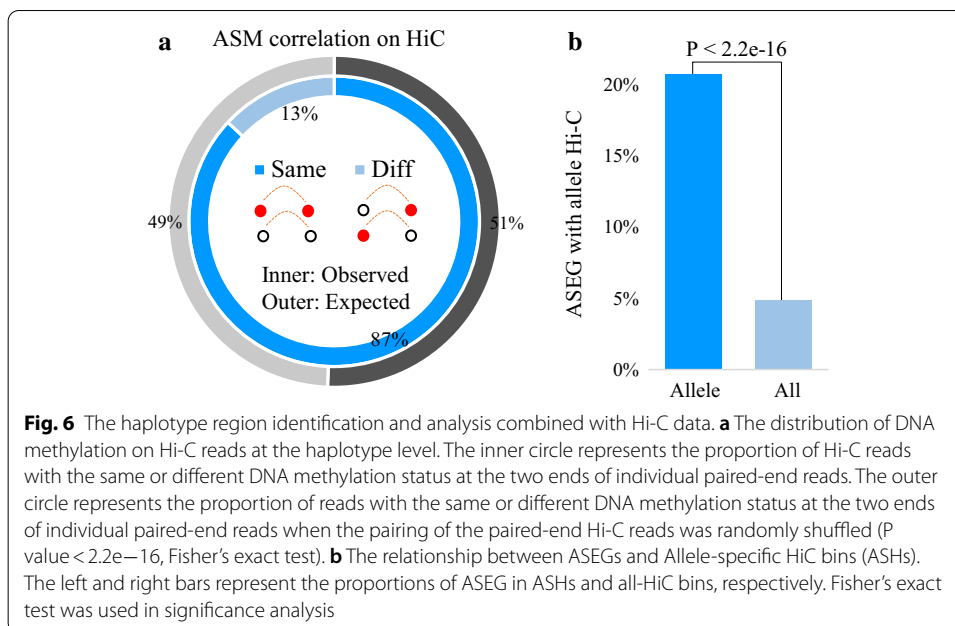 a
ASM correlation on HiC
13%
49%
51%
87%
Same
Diff
Inner: Observed
Outer: Expected
b
P < 2.2e-16
ASEG with allele Hi-C
20%
15%
10%
5%
0%
Allele
All
Fig. 6 The haplotype region identification and analysis combined with Hi-C data. a The distribution of DNA
methylation on Hi-C reads at the haplotype level. The inner circle represents the proportion of Hi-C reads
with the same or different DNA methylation status at the two ends of individual paired-end reads. The outer
circle represents the proportion of reads with the same or different DNA methylation status at the two ends
of individual paired-end reads when the pairing of the paired-end Hi-C reads was randomly shuffled (P
value < 2.2e−16, Fisher's exact test). b The relationship between ASEGs and Allele-specific HiC bins (ASHs).
The left and right bars represent the proportions of ASEG in ASHs and all-HiC bins, respectively. Fisher's exact
test was used in significance analysis